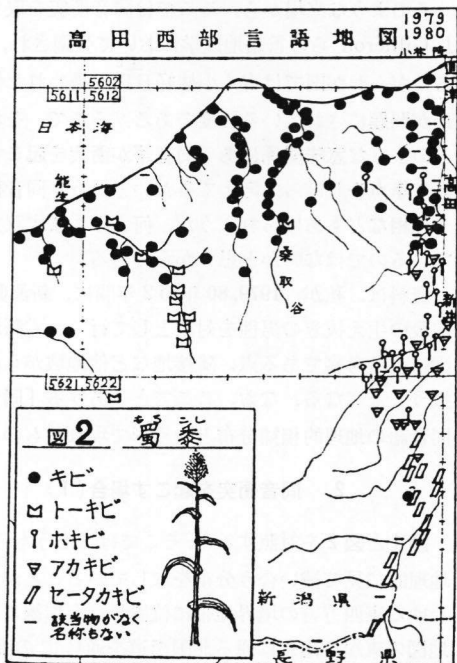 高田西部言語地図
1979
1980
直江津
5602
5611 5612
日本海
能生
高田
桑取谷
新井
5621 5622
図2 蜀黍
もろこし
キビ
トーキビ
ホキビ
アカキビ
セータカキビ
該当物がなく
名称もない
新潟県
長野県